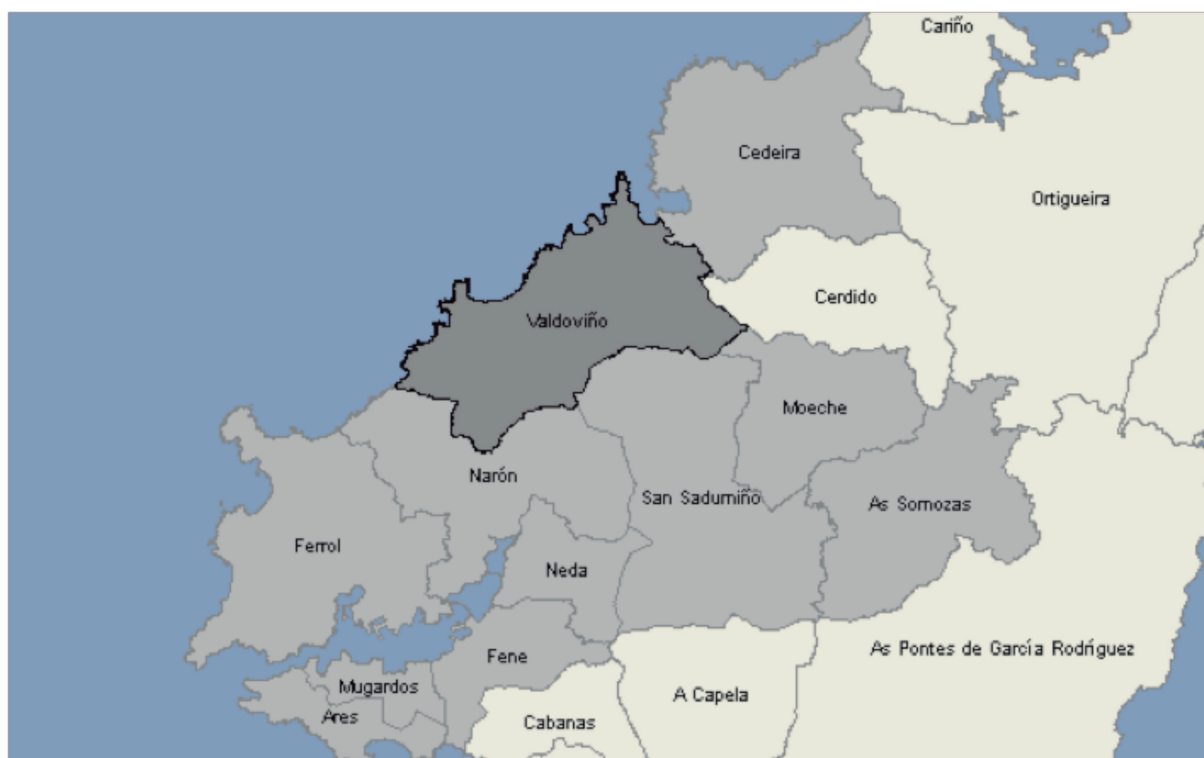 Cariño
Cedeira
Ortigueira
Cerdido
Valdoviño
Moeche
Narón
San Sadurniño
As Somozas
Ferrol
Neda
As Pontes de García Rodríguez
Fene
Mugardos
A Capela
Ares
Cabanas